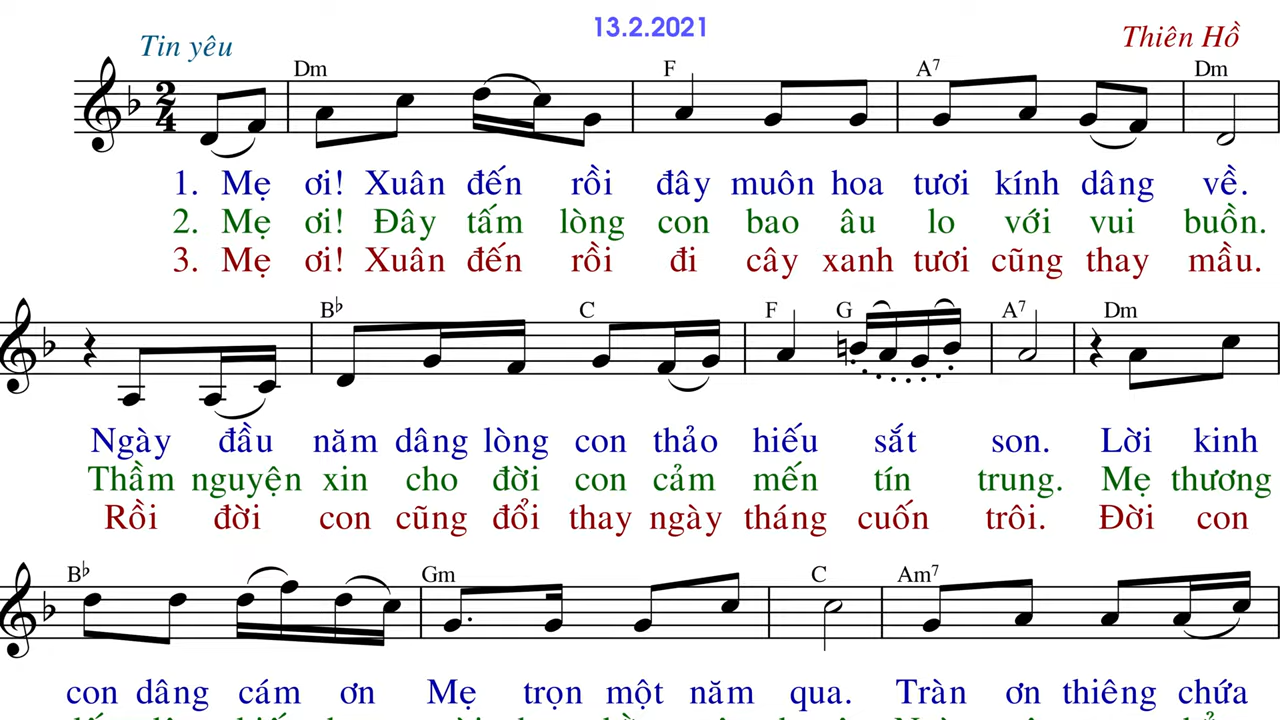 13.2.2021
Tin yêu
Thiên Hồ
Dm F A7 Dm
2
4
1. Mẹ ơi! Xuân đến rồi đây muôn hoa tươi kính dâng về.
2. Mẹ ơi! Đây tấm lòng con bao âu lo với vui buồn.
3. Mẹ ơi! Xuân đến rồi đi cây xanh tươi cũng thay mầu.
B♭ C F G A7 Dm
Ngày đầu năm dâng lòng con thảo hiếu sắt son. Lời kinh
Thầm nguyện xin cho đời con cảm mến tín trung. Mẹ thương
Rồi đời con cũng đổi thay ngày tháng cuốn trôi. Đời con
B♭ Gm C Am7
con dâng cám ơn Mẹ trọn một năm qua. Tràn ơn thiêng chứa